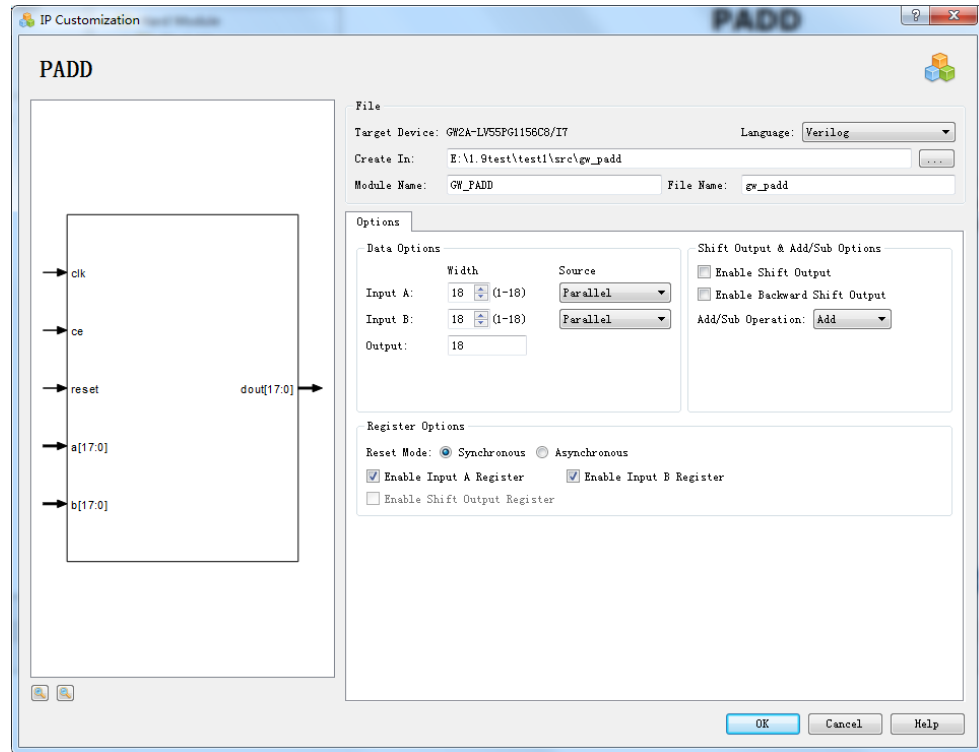 IP Customization
PADD
PADD
File
Target Device: GW2A-LV55PG1156C8/I7 Language: Verilog
Create In: E:\1.9test\test1\src\gw_padd ...
Module Name: GW_PADD File Name: gw_padd
Options
Data Options
Width Source
Input A: 18 (1-18) Parallel
Input B: 18 (1-18) Parallel
Output: 18
Shift Output & Add/Sub Options
Enable Shift Output
Enable Backward Shift Output
Add/Sub Operation: Add
Register Options
Reset Mode: Synchronous Asynchronous
Enable Input A Register Enable Input B Register
Enable Shift Output Register
clk
ce
reset dout[17:0]
a[17:0]
b[17:0]
OK Cancel Help